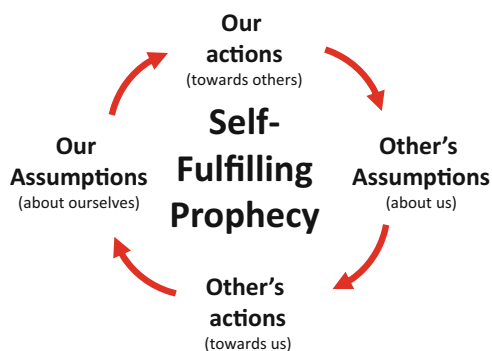 Our
actions
(towards others)
Self-
Fulfilling
Prophecy
Our
Assumptions
(about ourselves)
Other's
Assumptions
(about us)
Other's
actions
(towards us)